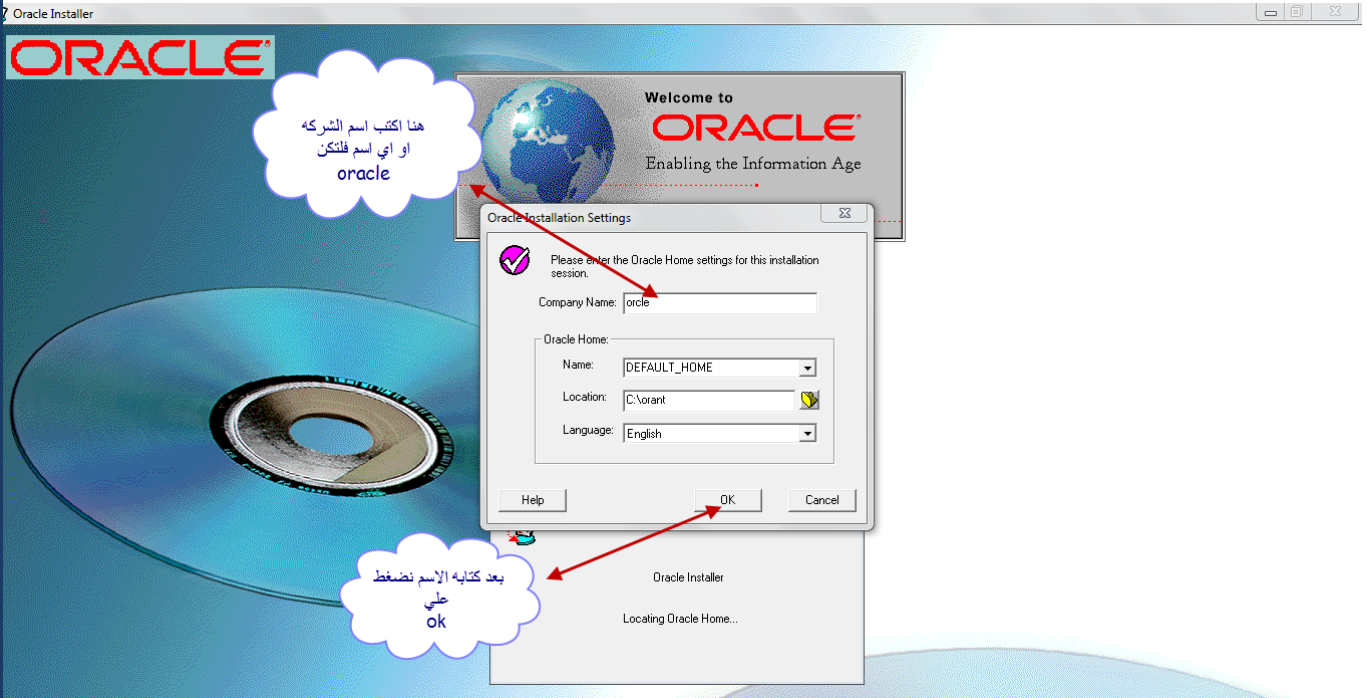 Oracle Installer
ORACLE
هنا اكتب اسم الشركه
او اي اسم فلتكن
oracle
Welcome to
ORACLE
Enabling the Information Age
Oracle Installation Settings
Please enter the Oracle Home settings for this installation
session.
Company Name: orcle
Oracle Home:
Name: DEFAULT_HOME
Location: C:\orant
Language: English
Help OK Cancel
بعد كتابه الاسم نضغط
علي
ok
Oracle Installer
Locating Oracle Home...